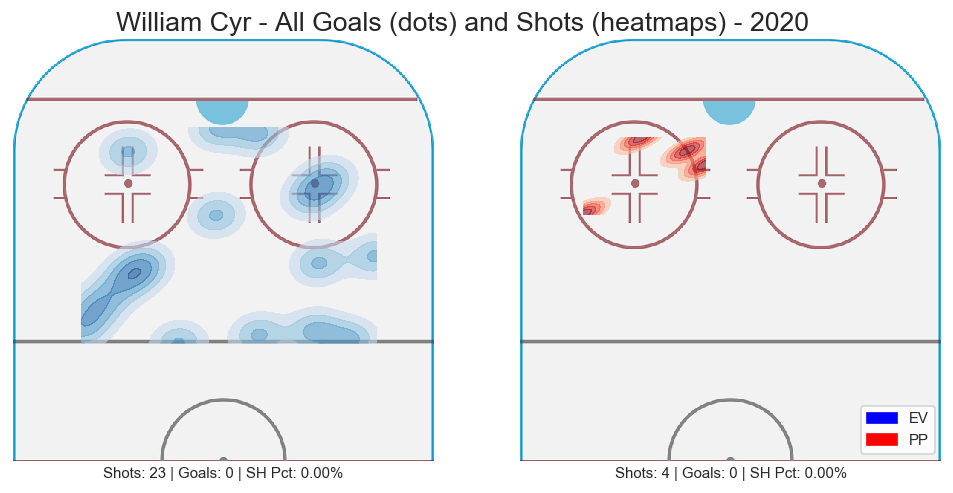 William Cyr - All Goals (dots) and Shots (heatmaps) - 2020
EV
PP
Shots: 23 | Goals: 0 | SH Pct: 0.00%
Shots: 4 | Goals: 0 | SH Pct: 0.00%